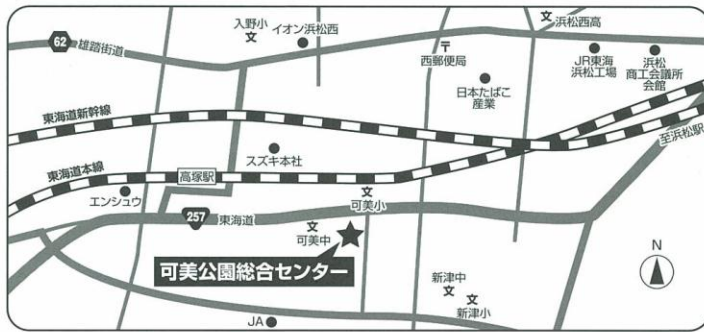 入野小
文
イオン浜松西
文
浜松西高
62
雄踏街道
〒
西郵便局
日本たばこ
産業
JR東海
浜松工場
浜松
商工会議所
会館
東海道新幹線
至浜松駅
スズキ本社
東海道本線
高塚駅
エンシュウ
文
可美小
257
東海道
文
可美中
可美公園総合センター
N
新津中
文
文
新津小
JA